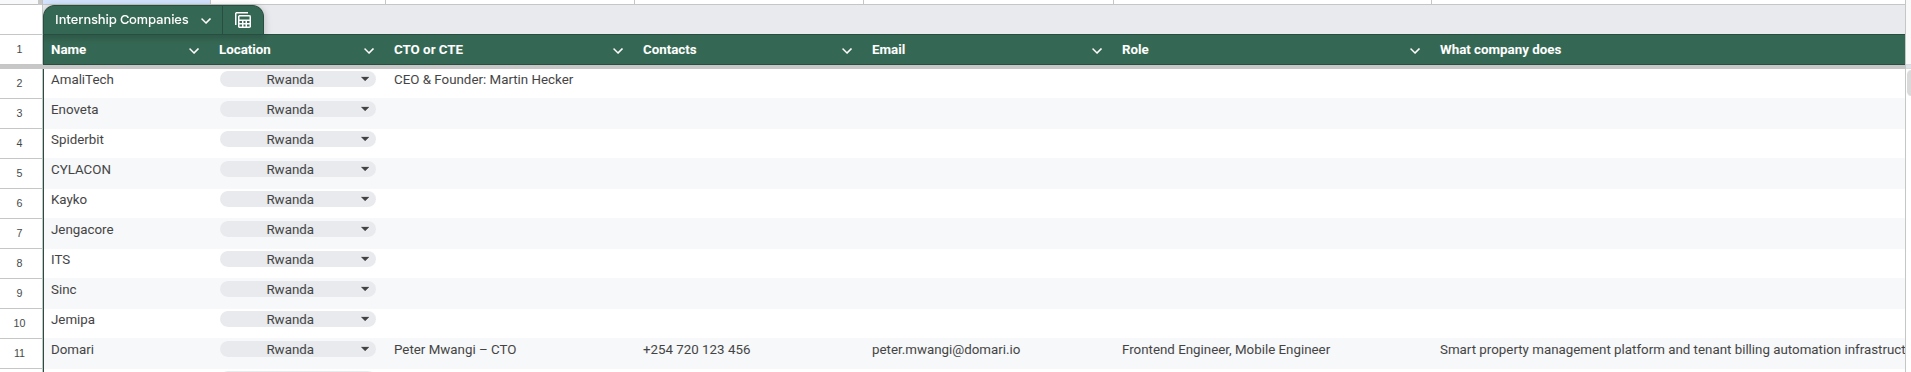 Internship Companies
1 Name Location CTO or CTE Contacts Email Role What company does
2 AmaliTech Rwanda CEO & Founder: Martin Hecker
3 Enoveta Rwanda
4 Spiderbit Rwanda
5 CYLACON Rwanda
6 Kayko Rwanda
7 Jengacore Rwanda
8 ITS Rwanda
9 Sinc Rwanda
10 Jemipa Rwanda
11 Domari Rwanda Peter Mwangi – CTO +254 720 123 456 peter.mwangi@domari.io Frontend Engineer, Mobile Engineer Smart property management platform and tenant billing automation infrastruct